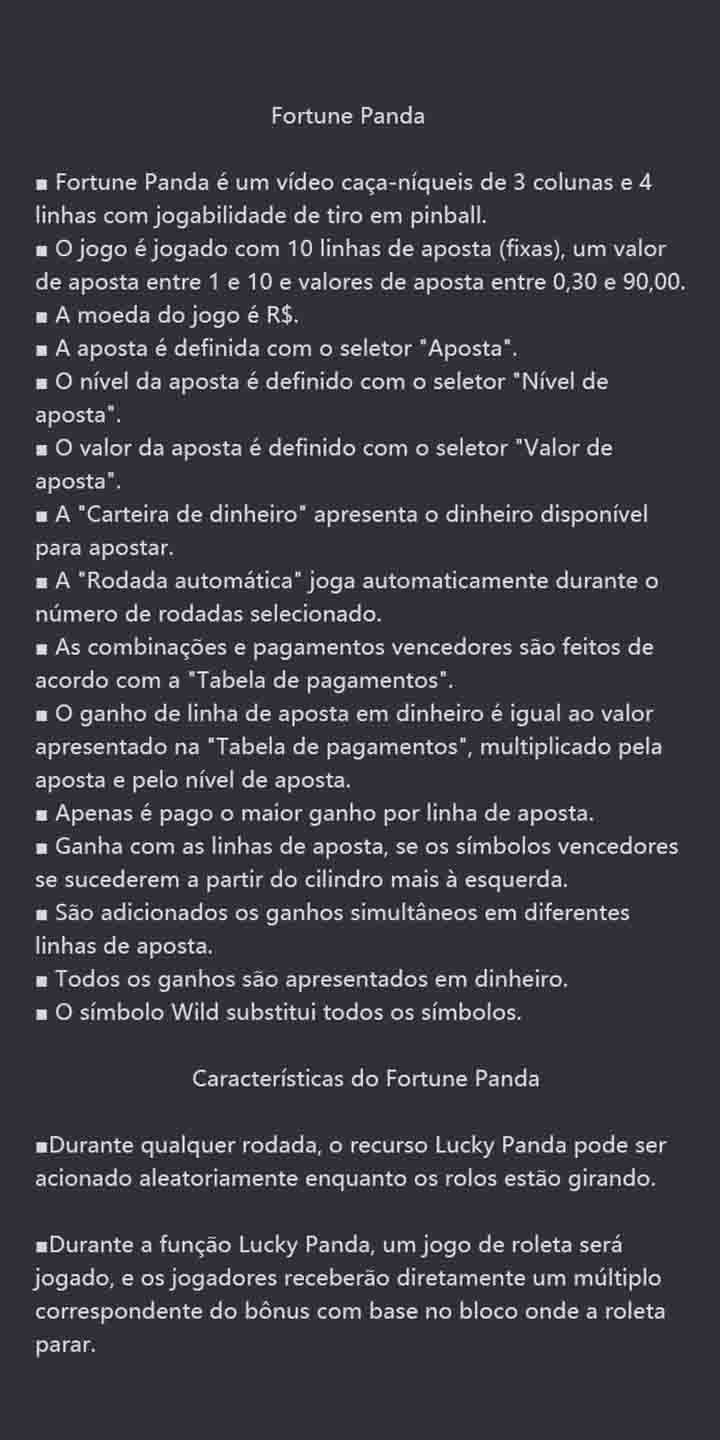 Fortune Panda
■ Fortune Panda é um vídeo caça-níqueis de 3 colunas e 4
linhas com jogabilidade de tiro em pinball.
■ O jogo é jogado com 10 linhas de aposta (fixas), um valor
de aposta entre 1 e 10 e valores de aposta entre 0,30 e 90,00.
■ A moeda do jogo é R$.
■ A aposta é definida com o seletor "Aposta".
■ O nível da aposta é definido com o seletor "Nível de
aposta".
■ O valor da aposta é definido com o seletor "Valor de
aposta".
■ A "Carteira de dinheiro" apresenta o dinheiro disponível
para apostar.
■ A "Rodada automática" joga automaticamente durante o
número de rodadas selecionado.
■ As combinações e pagamentos vencedores são feitos de
acordo com a "Tabela de pagamentos".
■ O ganho de linha de aposta em dinheiro é igual ao valor
apresentado na "Tabela de pagamentos", multiplicado pela
aposta e pelo nível de aposta.
■ Apenas é pago o maior ganho por linha de aposta.
■ Ganha com as linhas de aposta, se os símbolos vencedores
se sucederem a partir do cilindro mais à esquerda.
■ São adicionados os ganhos simultâneos em diferentes
linhas de aposta.
■ Todos os ganhos são apresentados em dinheiro.
■ O símbolo Wild substitui todos os símbolos.
Características do Fortune Panda
■Durante qualquer rodada, o recurso Lucky Panda pode ser
acionado aleatoriamente enquanto os rolos estão girando.
■Durante a função Lucky Panda, um jogo de roleta será
jogado, e os jogadores receberão diretamente um múltiplo
correspondente do bônus com base no bloco onde a roleta
parar.